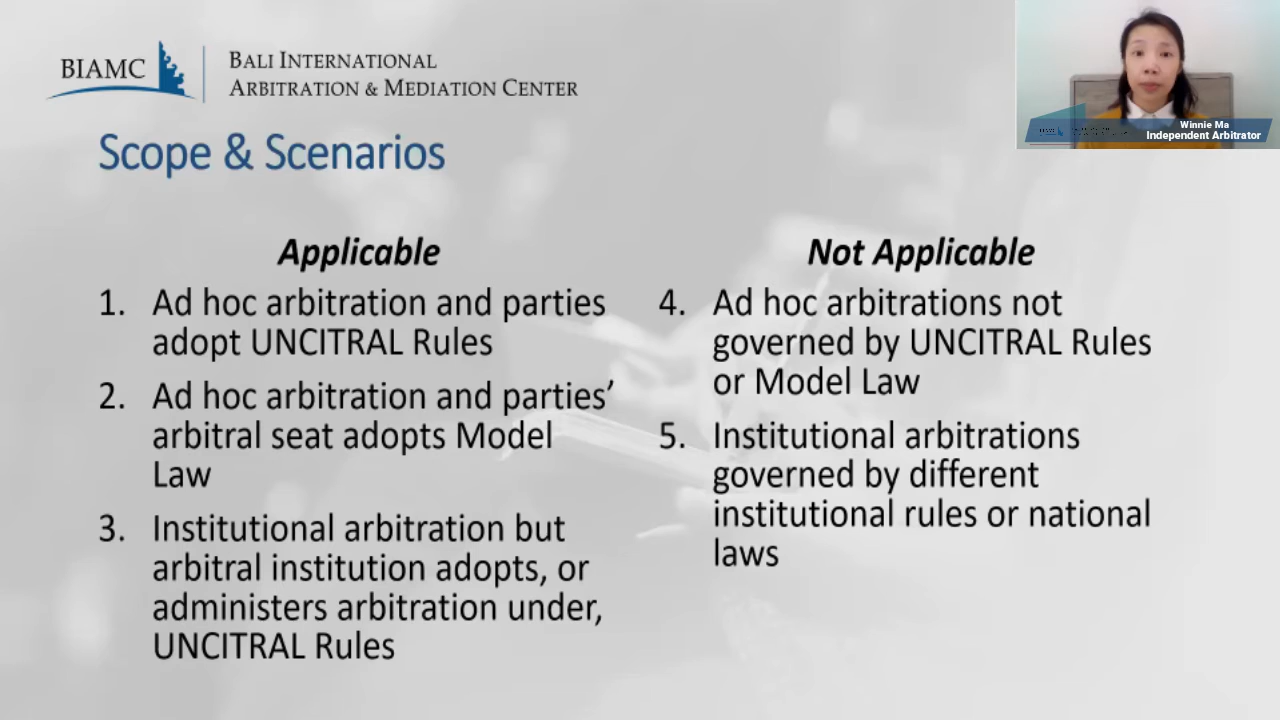 BIAMC
BALI INTERNATIONAL
ARBITRATION & MEDIATION CENTER
Winnie Ma
Independent Arbitrator
Scope & Scenarios
Applicable
1. Ad hoc arbitration and parties
adopt UNCITRAL Rules
2. Ad hoc arbitration and parties’
arbitral seat adopts Model
Law
3. Institutional arbitration but
arbitral institution adopts, or
administers arbitration under,
UNCITRAL Rules
Not Applicable
4. Ad hoc arbitrations not
governed by UNCITRAL Rules
or Model Law
5. Institutional arbitrations
governed by different
institutional rules or national
laws